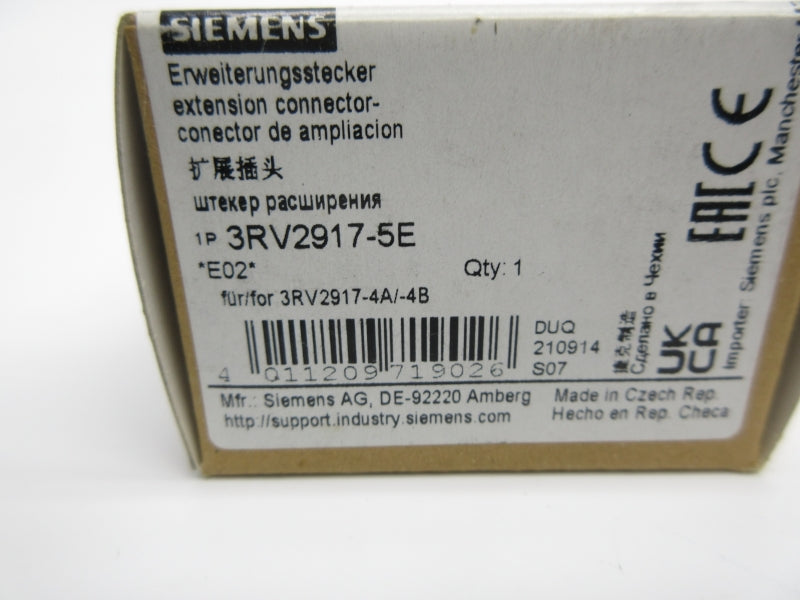 SIEMENS
Erweiterungsstecker
extension connector-
conector de ampliacion
扩展插头
штекер расширения
1P 3RV2917-5E
*E02*
Qty: 1
für/for 3RV2917-4A/-4B
4 011209 719026
DUQ
210914
S07
Mfr.: Siemens AG, DE-92220 Amberg
http://support.industry.siemens.com
Made in Czech Rep.
Hecho en Rep. Checa
捷克制造
Сделано в Чехии
UK
CA
EAC CE
Importer: Siemens plc, Manchester